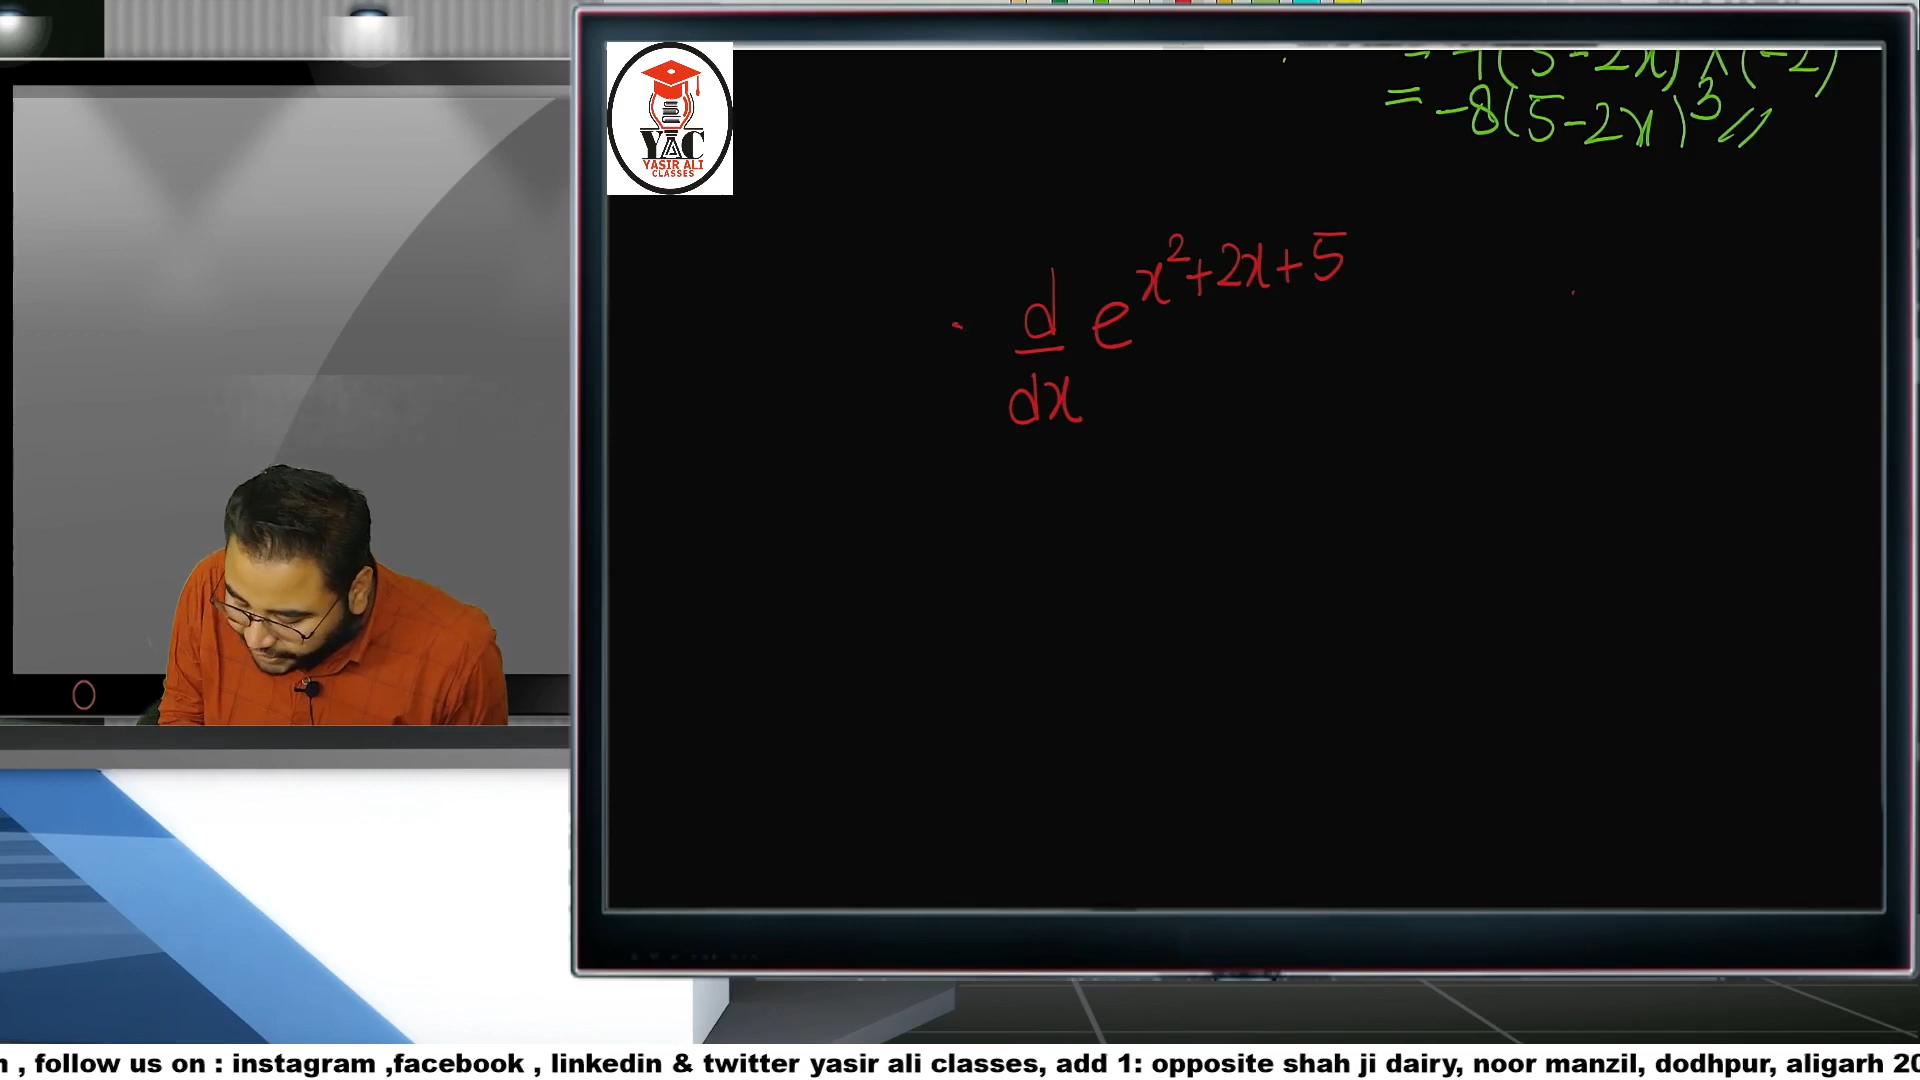 YAC
YASIR ALI
CLASSES
= -8(5-2x)^3 //
d/dx e^(x^2+2x+5)
, follow us on : instagram ,facebook , linkedin & twitter yasir ali classes, add 1: opposite shah ji dairy, noor manzil, dodhpur, aligarh